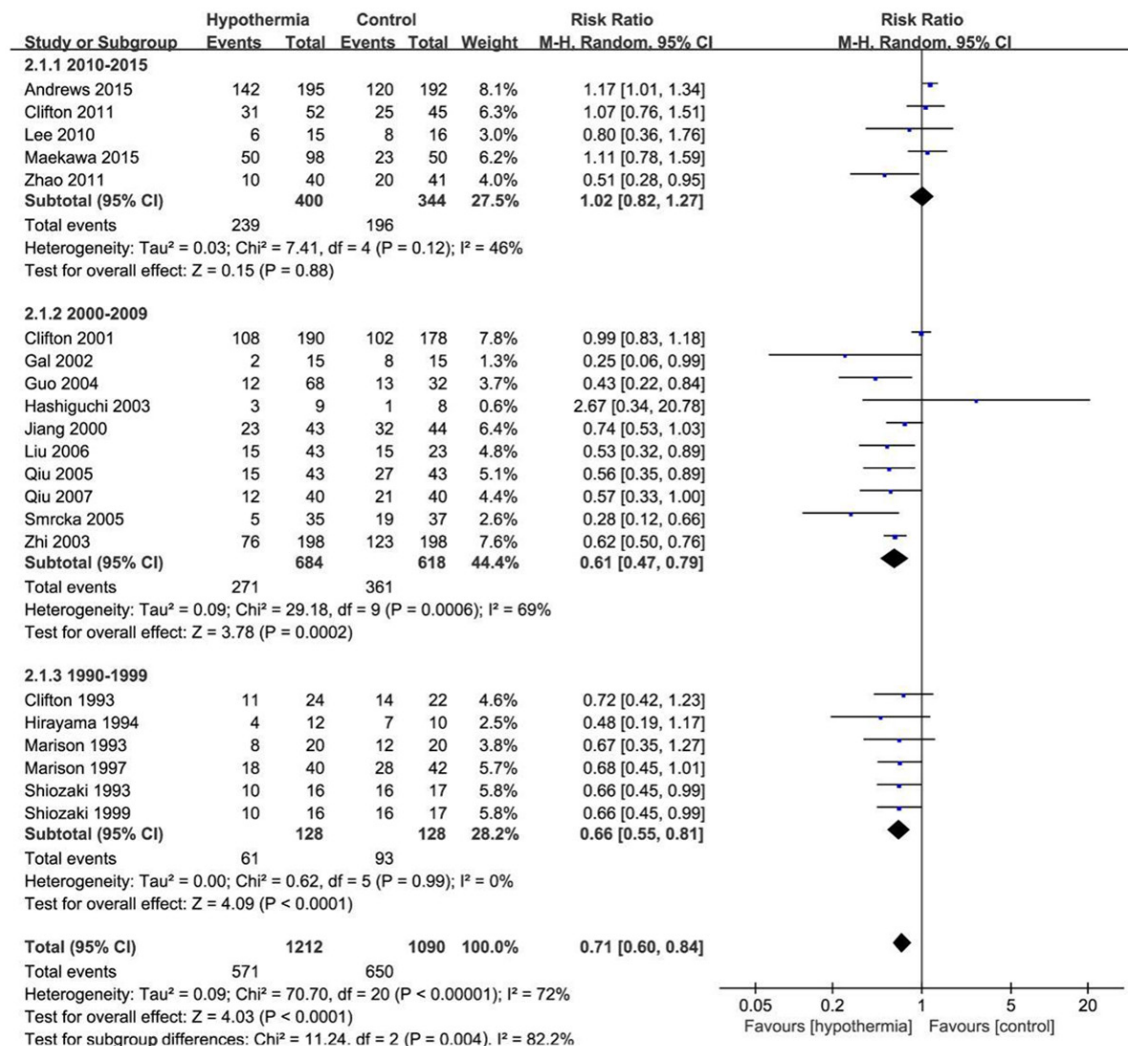 Hypothermia Control Risk Ratio Risk Ratio
Study or Subgroup Events Total Events Total Weight M-H. Random. 95% CI M-H. Random. 95% CI
2.1.1 2010-2015
Andrews 2015 142 195 120 192 8.1% 1.17 [1.01, 1.34]
Clifton 2011 31 52 25 45 6.3% 1.07 [0.76, 1.51]
Lee 2010 6 15 8 16 3.0% 0.80 [0.36, 1.76]
Maekawa 2015 50 98 23 50 6.2% 1.11 [0.78, 1.59]
Zhao 2011 10 40 20 41 4.0% 0.51 [0.28, 0.95]
Subtotal (95% CI) 400 344 27.5% 1.02 [0.82, 1.27]
Total events 239 196
Heterogeneity: Tau² = 0.03; Chi² = 7.41, df = 4 (P = 0.12); I² = 46%
Test for overall effect: Z = 0.15 (P = 0.88)
2.1.2 2000-2009
Clifton 2001 108 190 102 178 7.8% 0.99 [0.83, 1.18]
Gal 2002 2 15 8 15 1.3% 0.25 [0.06, 0.99]
Guo 2004 12 68 13 32 3.7% 0.43 [0.22, 0.84]
Hashiguchi 2003 3 9 1 8 0.6% 2.67 [0.34, 20.78]
Jiang 2000 23 43 32 44 6.4% 0.74 [0.53, 1.03]
Liu 2006 15 43 15 23 4.8% 0.53 [0.32, 0.89]
Qiu 2005 15 43 27 43 5.1% 0.56 [0.35, 0.89]
Qiu 2007 12 40 21 40 4.4% 0.57 [0.33, 1.00]
Smrcka 2005 5 35 19 37 2.6% 0.28 [0.12, 0.66]
Zhi 2003 76 198 123 198 7.6% 0.62 [0.50, 0.76]
Subtotal (95% CI) 684 618 44.4% 0.61 [0.47, 0.79]
Total events 271 361
Heterogeneity: Tau² = 0.09; Chi² = 29.18, df = 9 (P = 0.0006); I² = 69%
Test for overall effect: Z = 3.78 (P = 0.0002)
2.1.3 1990-1999
Clifton 1993 11 24 14 22 4.6% 0.72 [0.42, 1.23]
Hirayama 1994 4 12 7 10 2.5% 0.48 [0.19, 1.17]
Marison 1993 8 20 12 20 3.8% 0.67 [0.35, 1.27]
Marison 1997 18 40 28 42 5.7% 0.68 [0.45, 1.01]
Shiozaki 1993 10 16 16 17 5.8% 0.66 [0.45, 0.99]
Shiozaki 1999 10 16 16 17 5.8% 0.66 [0.45, 0.99]
Subtotal (95% CI) 128 128 28.2% 0.66 [0.55, 0.81]
Total events 61 93
Heterogeneity: Tau² = 0.00; Chi² = 0.62, df = 5 (P = 0.99); I² = 0%
Test for overall effect: Z = 4.09 (P < 0.0001)
Total (95% CI) 1212 1090 100.0% 0.71 [0.60, 0.84]
Total events 571 650
Heterogeneity: Tau² = 0.09; Chi² = 70.70, df = 20 (P < 0.00001); I² = 72%
Test for overall effect: Z = 4.03 (P < 0.0001)
Test for subgroup differences: Chi² = 11.24, df = 2 (P = 0.004), I² = 82.2%
0.05 0.2 1 5 20
Favours [hypothermia] Favours [control]